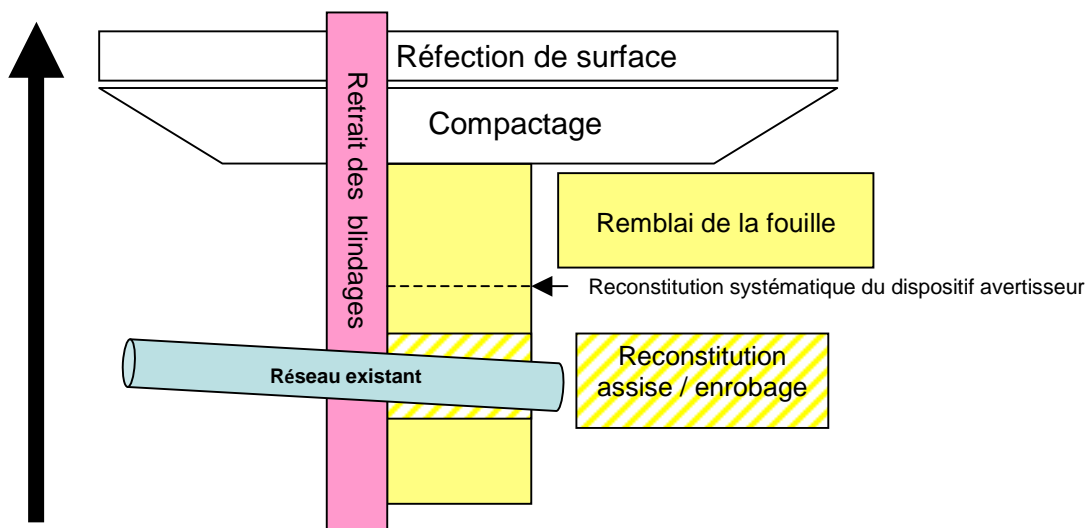 Réfection de surface
Compactage
Retrait des blindages
Remblai de la fouille
Reconstitution systématique du dispositif avertisseur
Réseau existant
Reconstitution
assise / enrobage